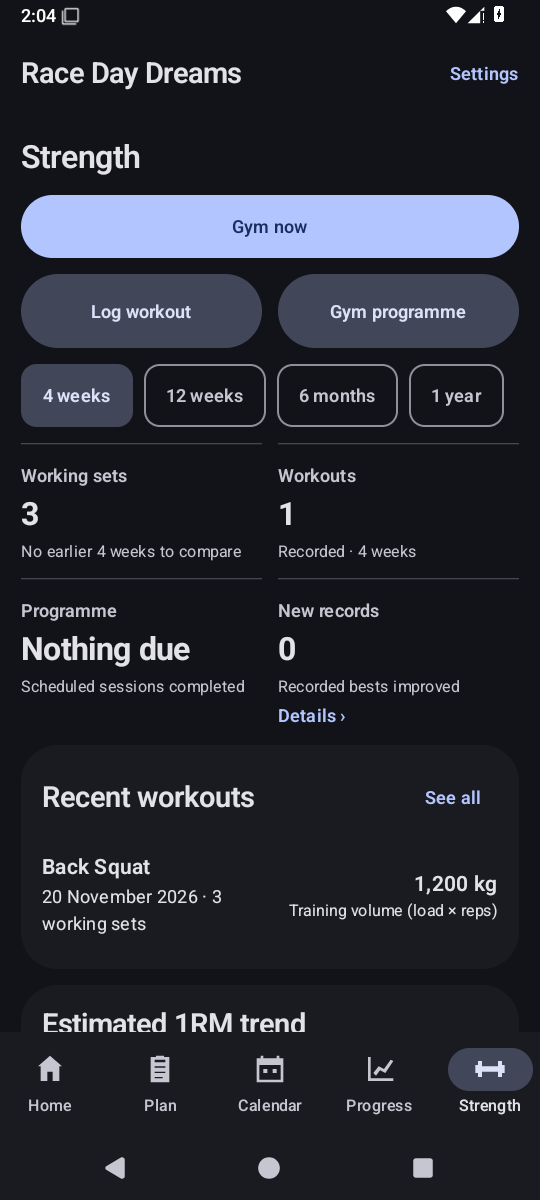 2:04
Race Day Dreams
Settings
Strength
Gym now
Log workout
Gym programme
4 weeks
12 weeks
6 months
1 year
Working sets
3
No earlier 4 weeks to compare
Workouts
1
Recorded · 4 weeks
Programme
Nothing due
Scheduled sessions completed
New records
0
Recorded bests improved
Details ›
Recent workouts
See all
Back Squat
20 November 2026 · 3
working sets
1,200 kg
Training volume (load × reps)
Estimated 1RM trend
Home
Plan
Calendar
Progress
Strength